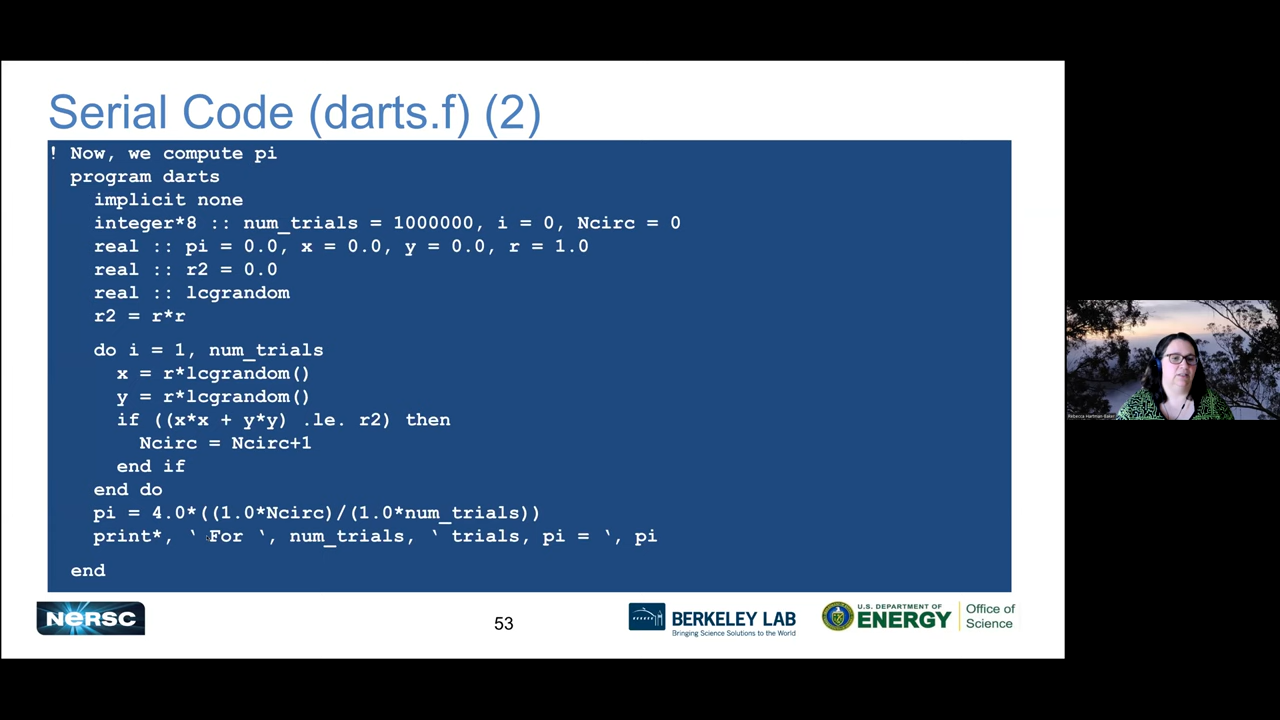 Serial Code (darts.f) (2)
! Now, we compute pi
program darts
implicit none
integer*8 :: num_trials = 1000000, i = 0, Ncirc = 0
real :: pi = 0.0, x = 0.0, y = 0.0, r = 1.0
real :: r2 = 0.0
real :: lcgrandom
r2 = r*r
do i = 1, num_trials
x = r*lcgrandom()
y = r*lcgrandom()
if ((x*x + y*y) .le. r2) then
Ncirc = Ncirc+1
end if
end do
pi = 4.0*((1.0*Ncirc)/(1.0*num_trials))
print*, ‘ For ‘, num_trials, ‘ trials, pi = ‘, pi
end
NERSC
53
BERKELEY LAB
Bringing Science Solutions to the World
U.S. DEPARTMENT OF
ENERGY
Office of
Science
Rebecca Hartman-Baker